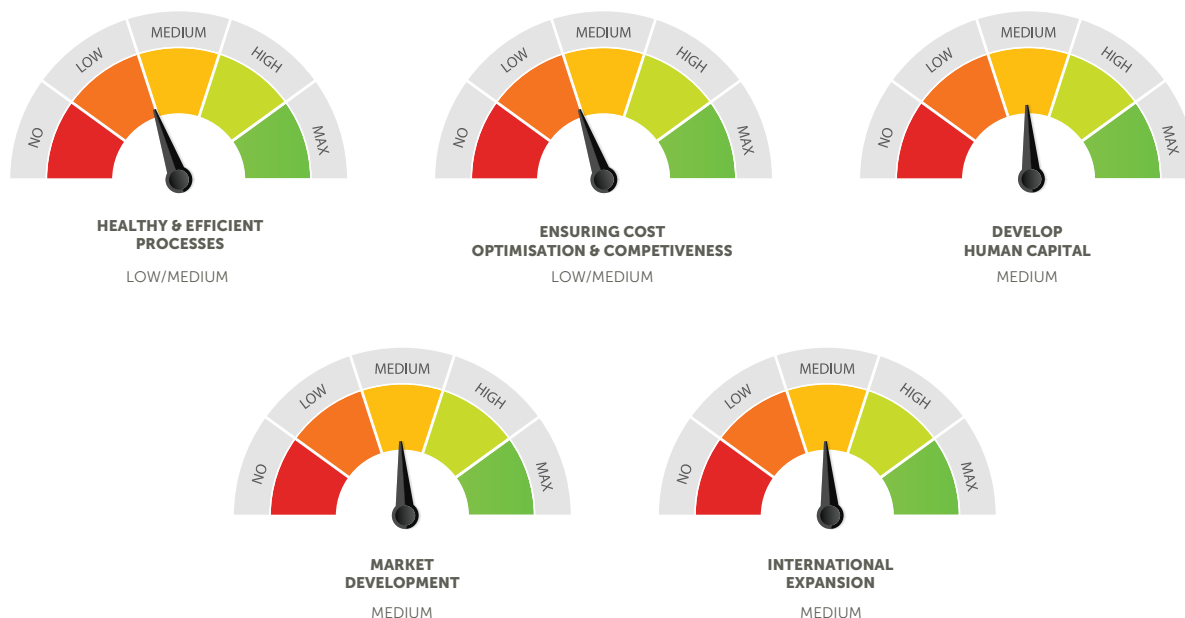 NO
LOW
MEDIUM
HIGH
MAX
HEALTHY & EFFICIENT
PROCESSES
LOW/MEDIUM
NO
LOW
MEDIUM
HIGH
MAX
ENSURING COST
OPTIMISATION & COMPETIVENESS
LOW/MEDIUM
NO
LOW
MEDIUM
HIGH
MAX
DEVELOP
HUMAN CAPITAL
MEDIUM
NO
LOW
MEDIUM
HIGH
MAX
MARKET
DEVELOPMENT
MEDIUM
NO
LOW
MEDIUM
HIGH
MAX
INTERNATIONAL
EXPANSION
MEDIUM